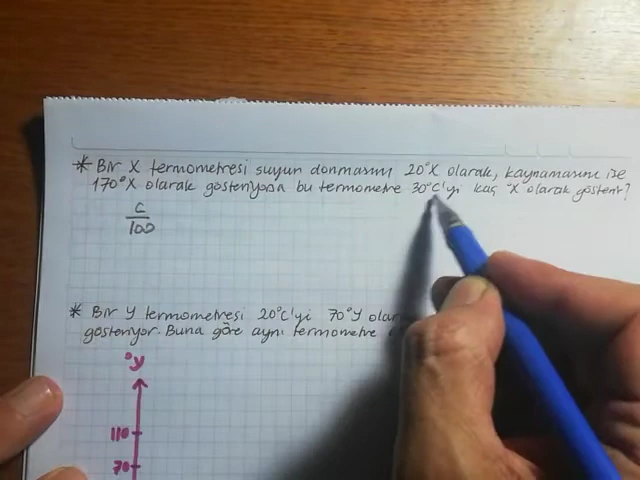 * Bir X termometresi suyun donmasını 20°X olarak, kaynamasını ise
170°X olarak gösteriyorsa bu termometre 30°C'yi kaç °X olarak gösterir?
C
100
* Bir Y termometresi 20°C'yi 70°Y
gösteriyor. Buna göre aynı termometre
°Y
110
70